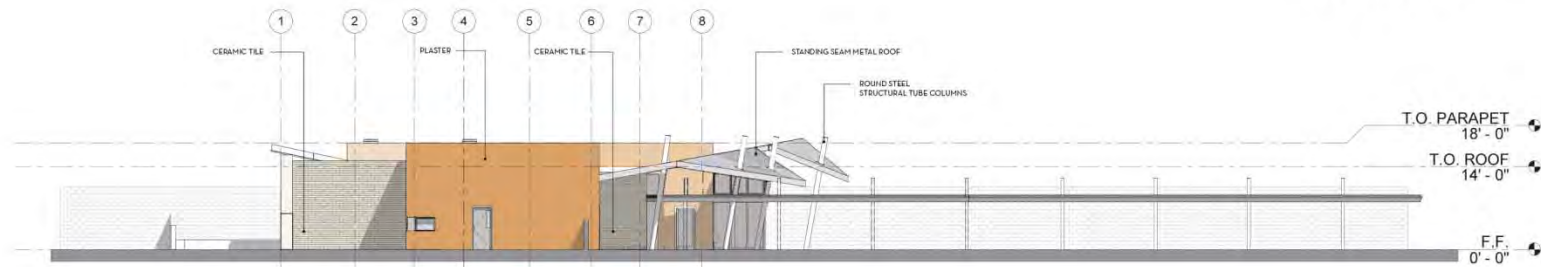 1 2 3 4 5 6 7 8
CERAMIC TILE
PLASTER
CERAMIC TILE
STANDING SEAM METAL ROOF
ROUND STEEL
STRUCTURAL TUBE COLUMNS
T.O. PARAPET
18' - 0"
T.O. ROOF
14' - 0"
F.F.
0' - 0"